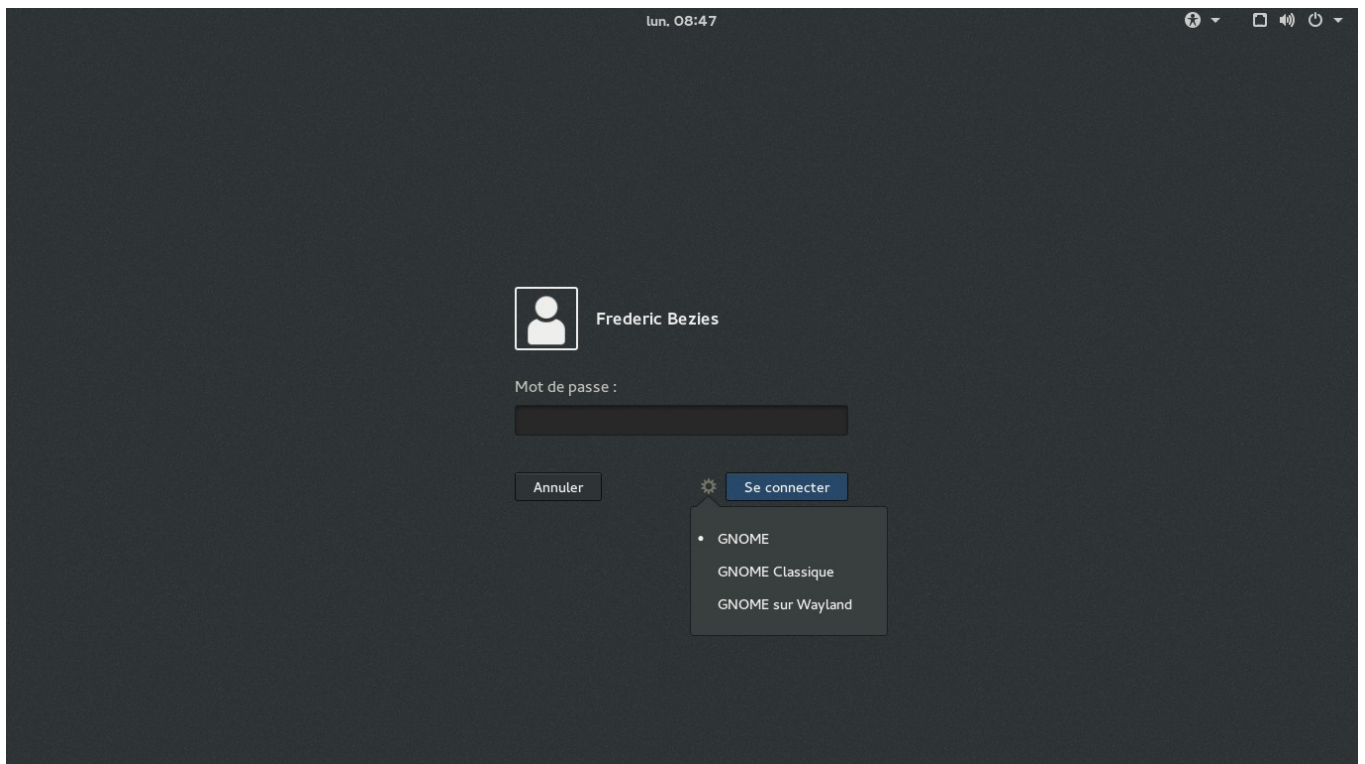 lun. 08:47
Frederic Bezies
Mot de passe :
Annuler
Se connecter
GNOME
GNOME Classique
GNOME sur Wayland